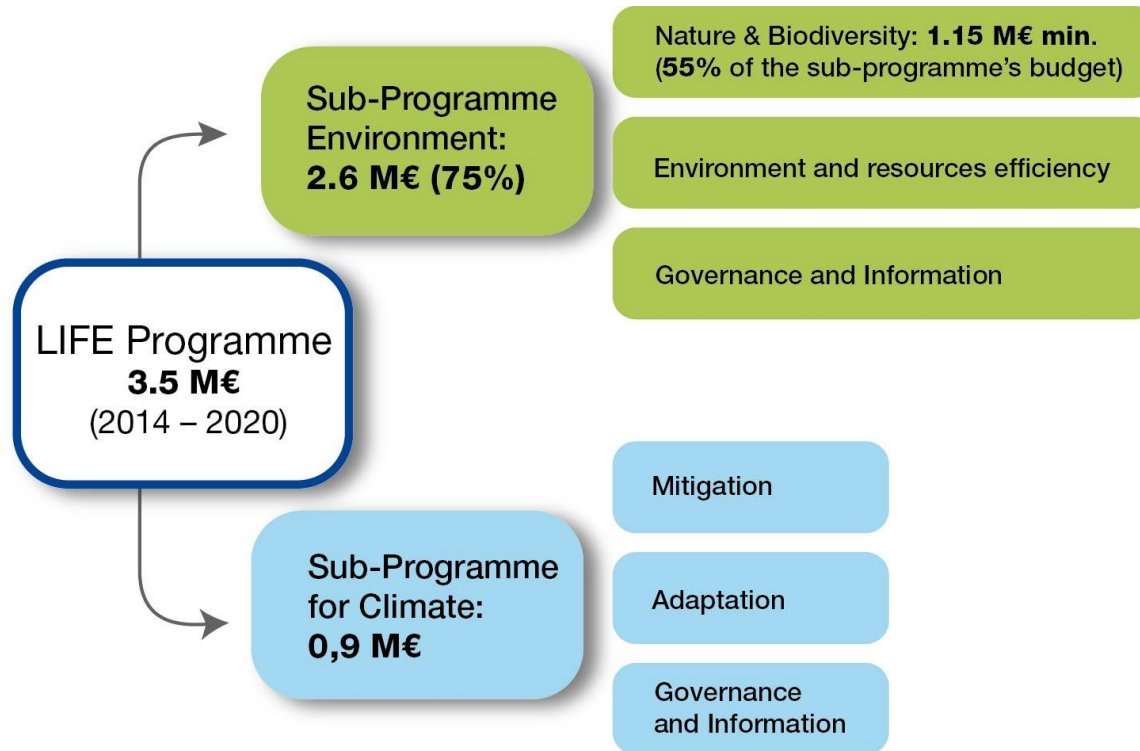 LIFE Programme
3.5 M€
(2014 – 2020)
Sub-Programme
Environment:
2.6 M€ (75%)
Nature & Biodiversity: 1.15 M€ min.
(55% of the sub-programme’s budget)
Environment and resources efficiency
Governance and Information
Sub-Programme
for Climate:
0,9 M€
Mitigation
Adaptation
Governance
and Information